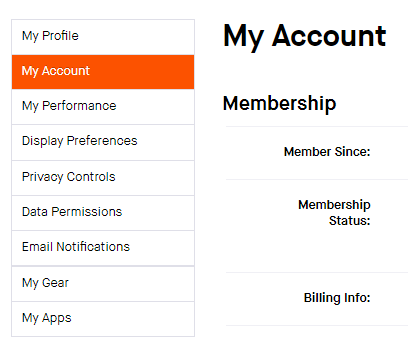 My Profile
My Account
My Performance
Display Preferences
Privacy Controls
Data Permissions
Email Notifications
My Gear
My Apps
My Account
Membership
Member Since:
Membership
Status:
Billing Info: